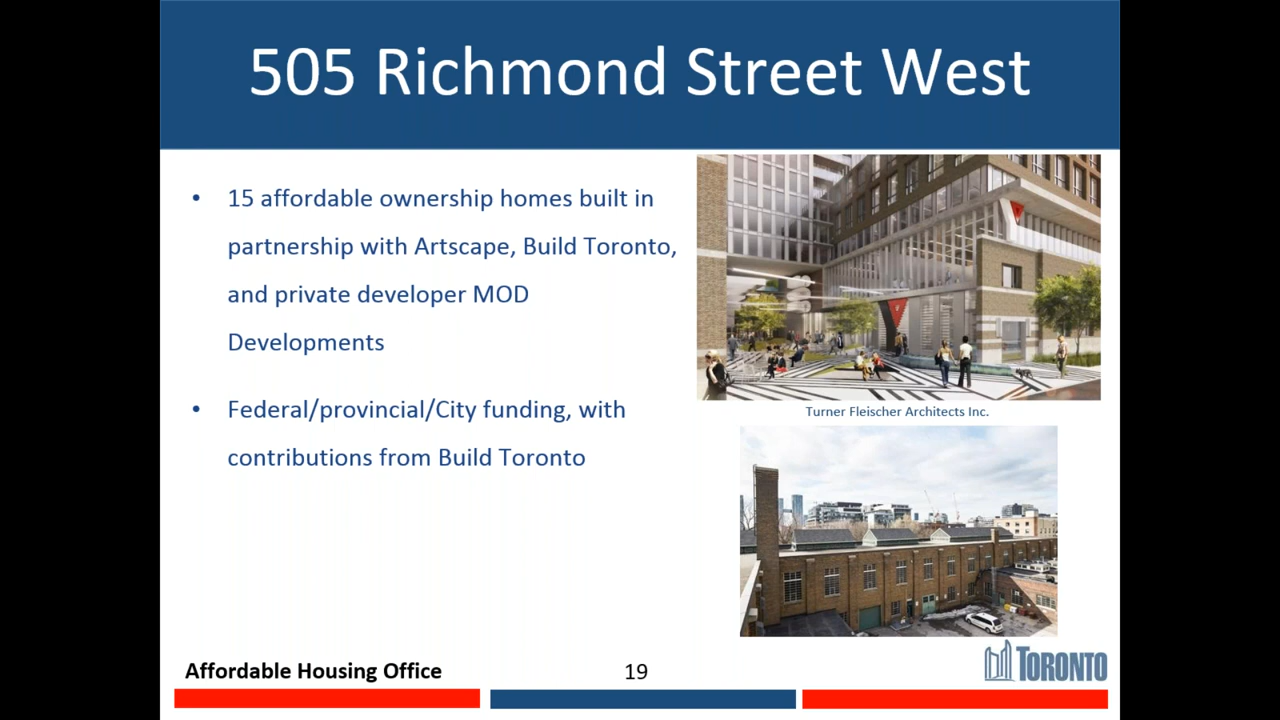 505 Richmond Street West
• 15 affordable ownership homes built in
partnership with Artscape, Build Toronto,
and private developer MOD
Developments
• Federal/provincial/City funding, with
contributions from Build Toronto
Turner Fleischer Architects Inc.
Affordable Housing Office
19
TORONTO